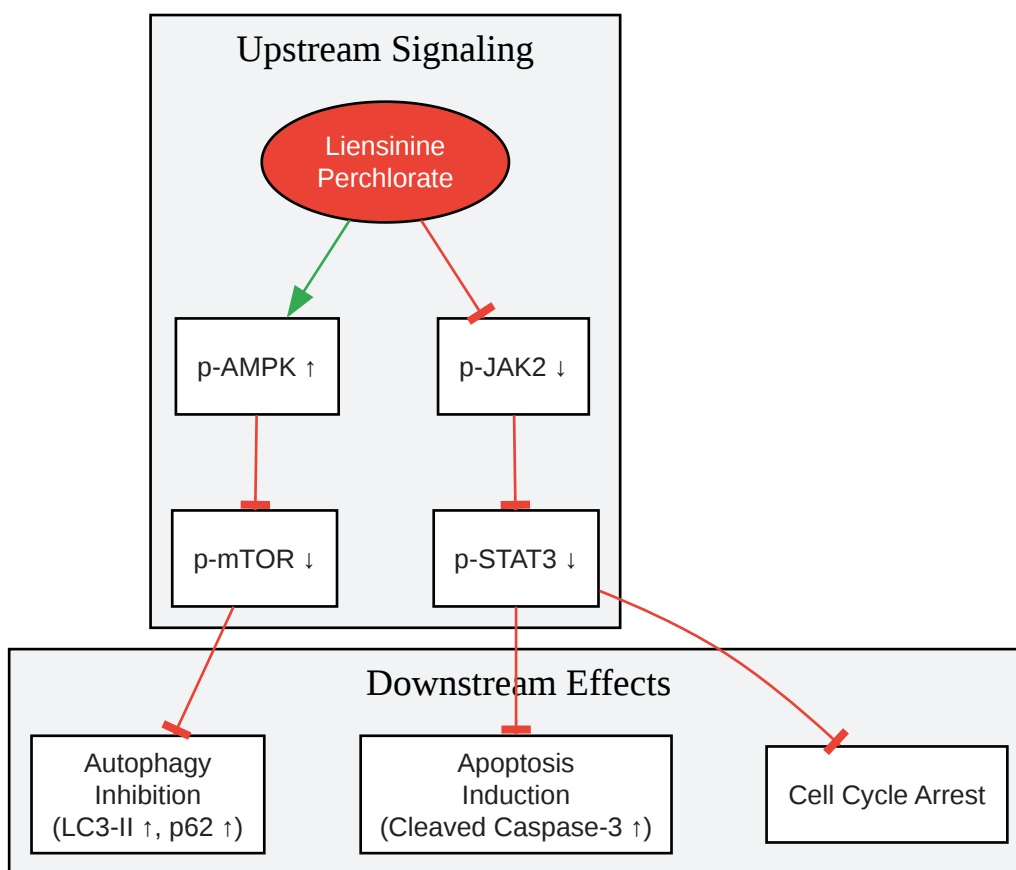 Upstream Signaling
Liensinine
Perchlorate
p-AMPK ↑
p-JAK2 ↓
p-mTOR ↓
p-STAT3 ↓
Downstream Effects
Autophagy
Inhibition
(LC3-II ↑, p62 ↑)
Apoptosis
Induction
(Cleaved Caspase-3 ↑)
Cell Cycle Arrest